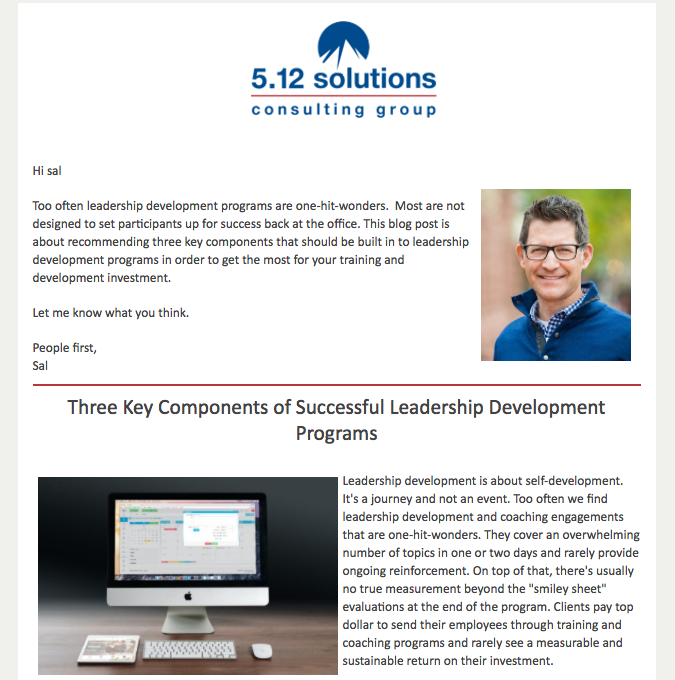 5.12 solutions
consulting group
Hi sal
Too often leadership development programs are one-hit-wonders.  Most are not
designed to set participants up for success back at the office. This blog post is
about recommending three key components that should be built in to leadership
development programs in order to get the most for your training and
development investment.
Let me know what you think.
People first,
Sal
Three Key Components of Successful Leadership Development
Programs
Leadership development is about self-development.
It's a journey and not an event. Too often we find
leadership development and coaching engagements
that are one-hit-wonders. They cover an overwhelming
number of topics in one or two days and rarely provide
ongoing reinforcement. On top of that, there's usually
no true measurement beyond the "smiley sheet"
evaluations at the end of the program. Clients pay top
dollar to send their employees through training and
coaching programs and rarely see a measurable and
sustainable return on their investment.